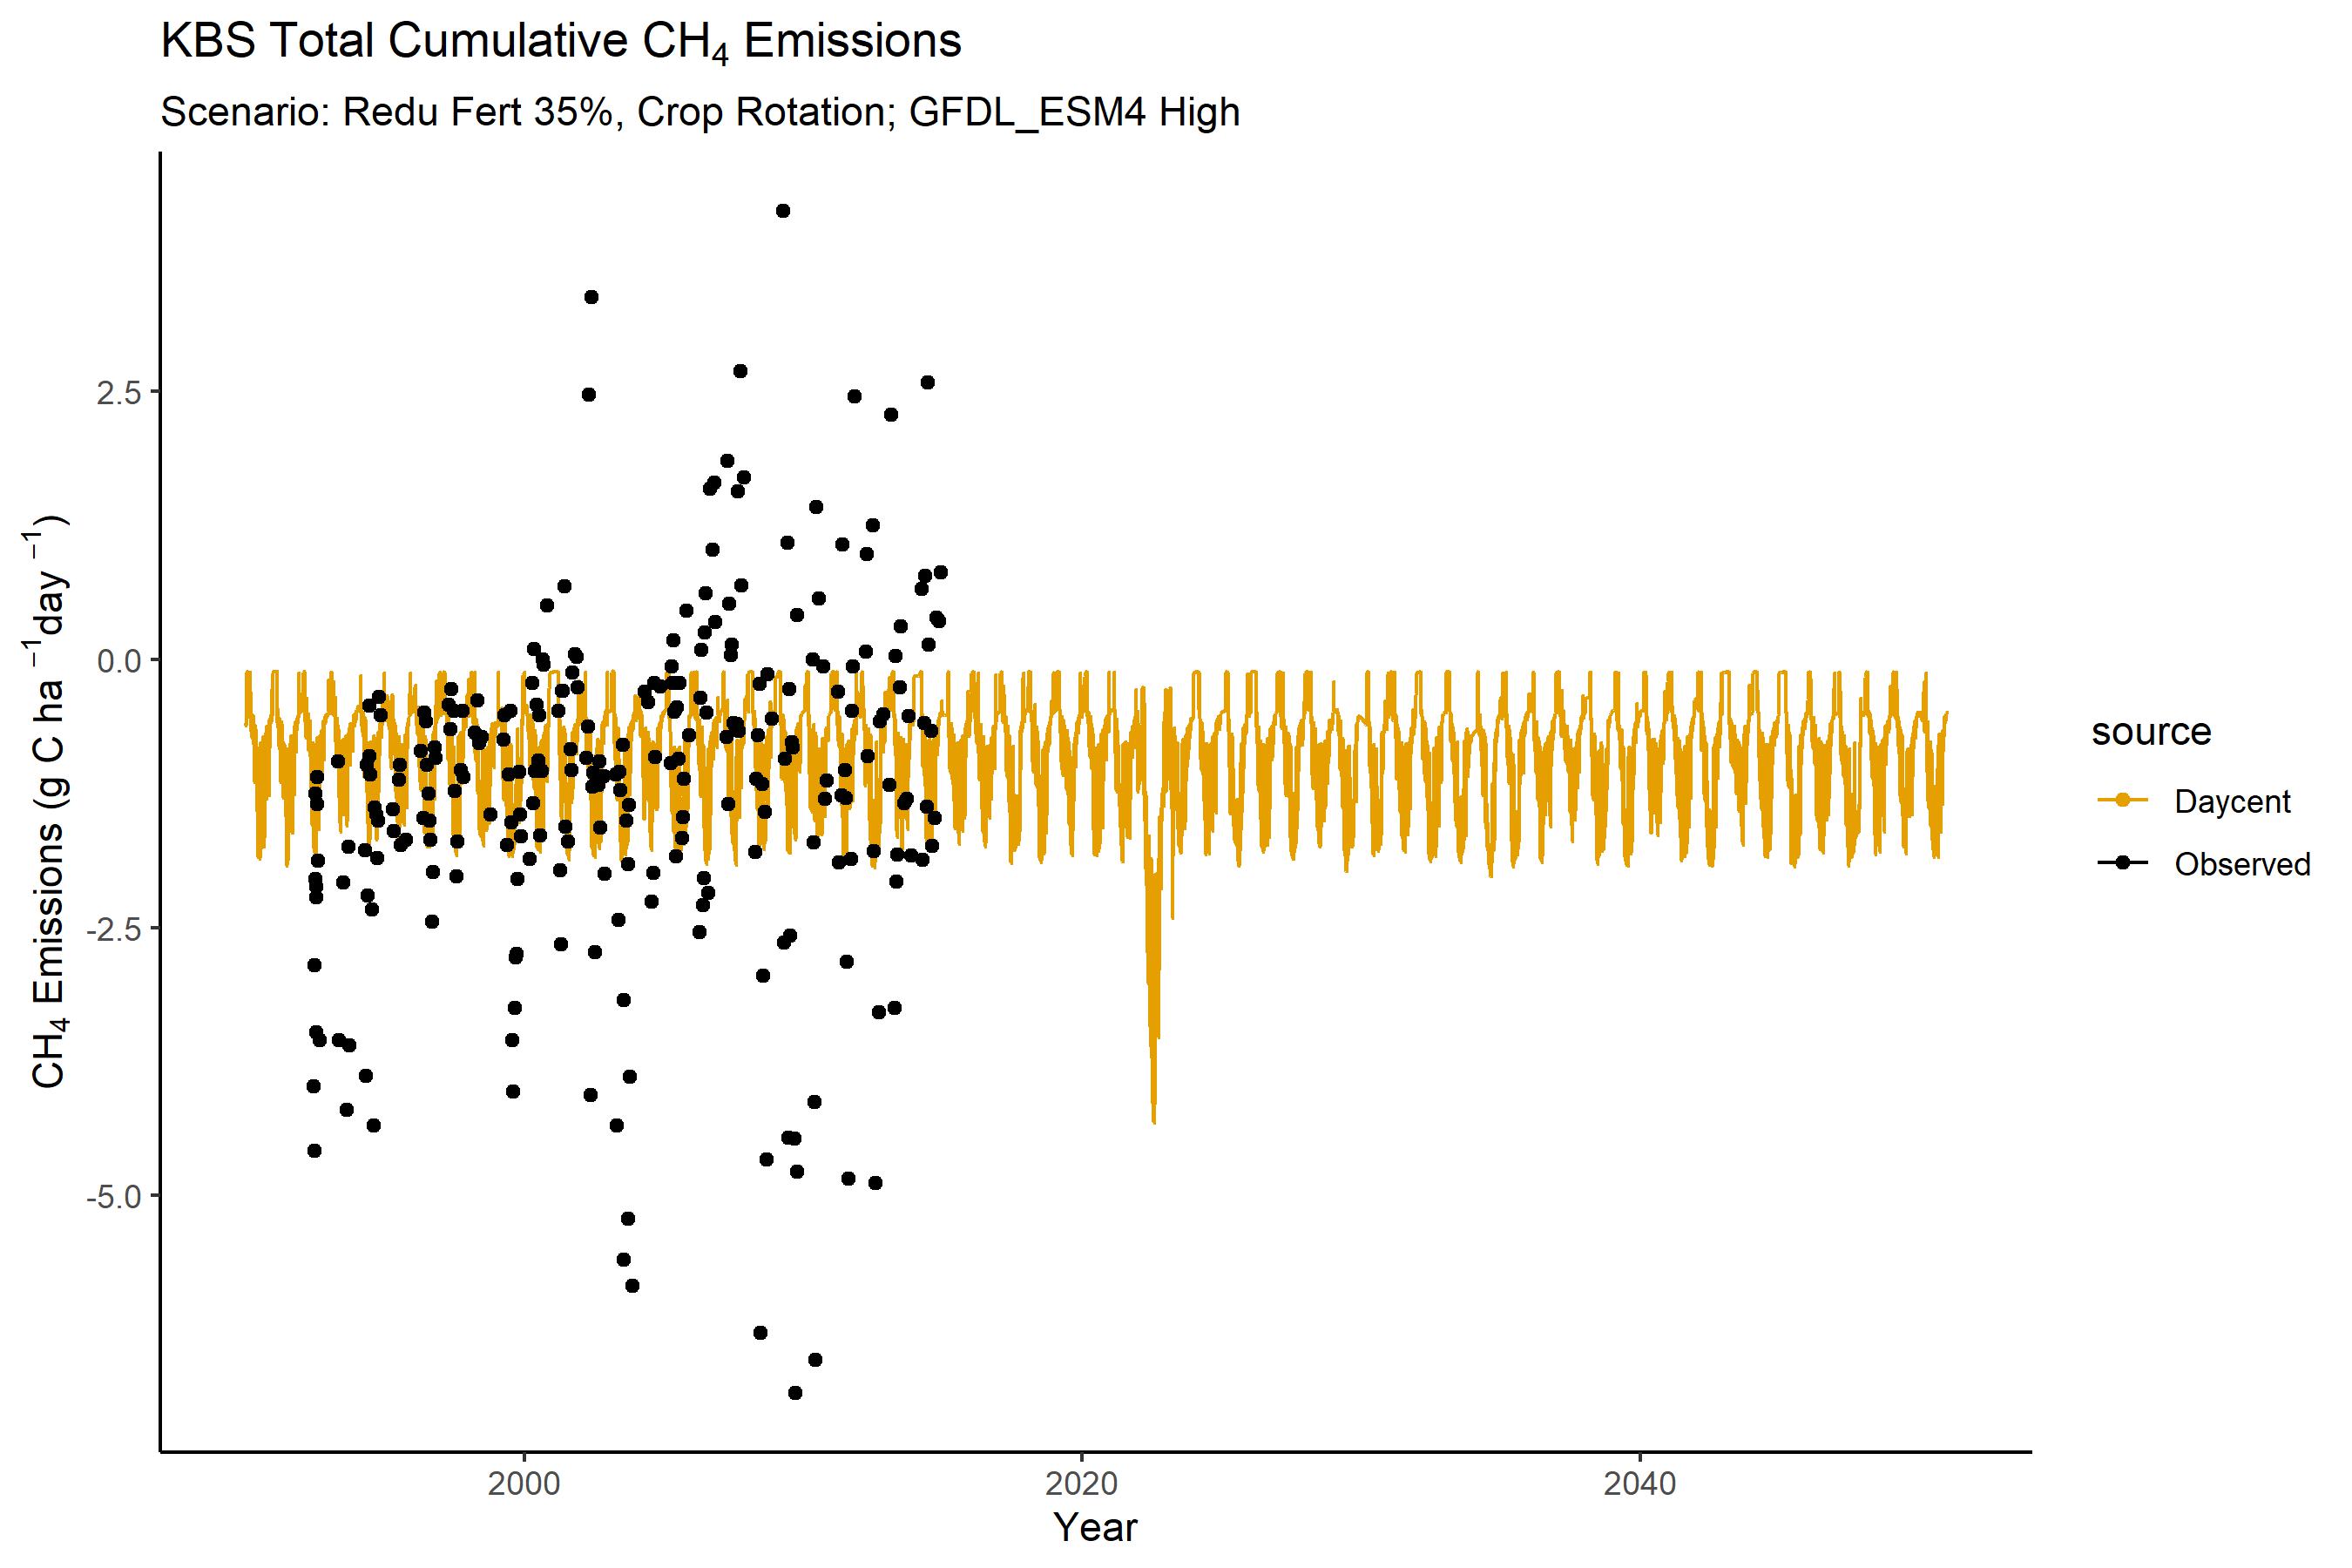 KBS Total Cumulative CH₄ Emissions
Scenario: Redu Fert 35%, Crop Rotation; GFDL_ESM4 High
CH₄ Emissions (g C ha ⁻¹day ⁻¹)
2.5
0.0
-2.5
-5.0
2000
2020
2040
Year
source
Daycent
Observed